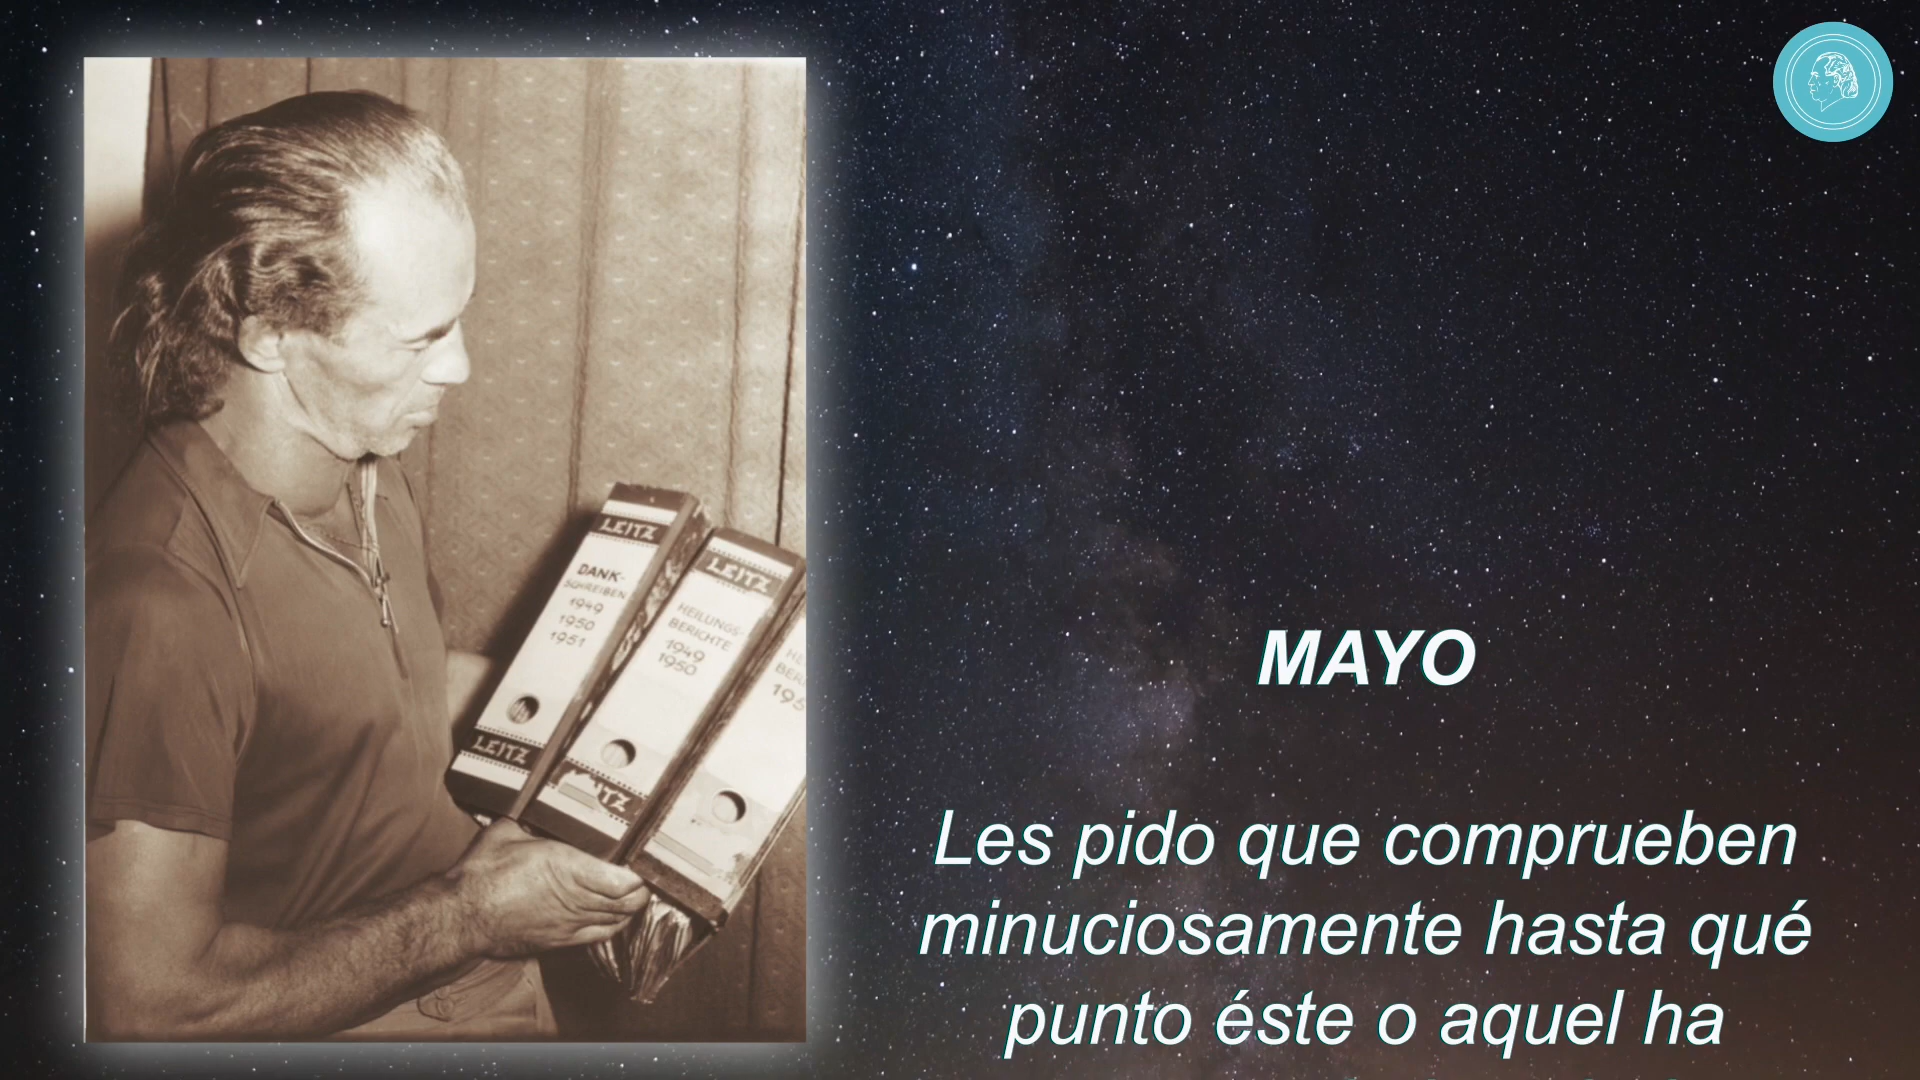 LEITZ
DANK-
SCHREIBEN
1949
1950
1951
LEITZ
LEITZ
HEILUNGS-
BERICHTE
1949
1950
MAYO
Les pido que comprueben
minuciosamente hasta qué
punto éste o aquel ha